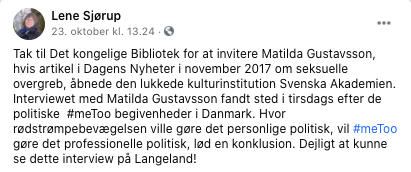 Lene Sjørup
23. oktober kl. 13.24 ·
Tak til Det kongelige Bibliotek for at invitere Matilda Gustavsson,
hvis artikel i Dagens Nyheter i november 2017 om seksuelle
overgreb, åbnede den lukkede kulturinstitution Svenska Akademien.
Interviewet med Matilda Gustavsson fandt sted i tirsdags efter de
politiske  #meToo begivenheder i Danmark. Hvor
rødstrømpebevægelsen ville gøre det personlige politisk, vil #meToo
gøre det professionelle politisk, lød en konklusion. Dejligt at kunne
se dette interview på Langeland!